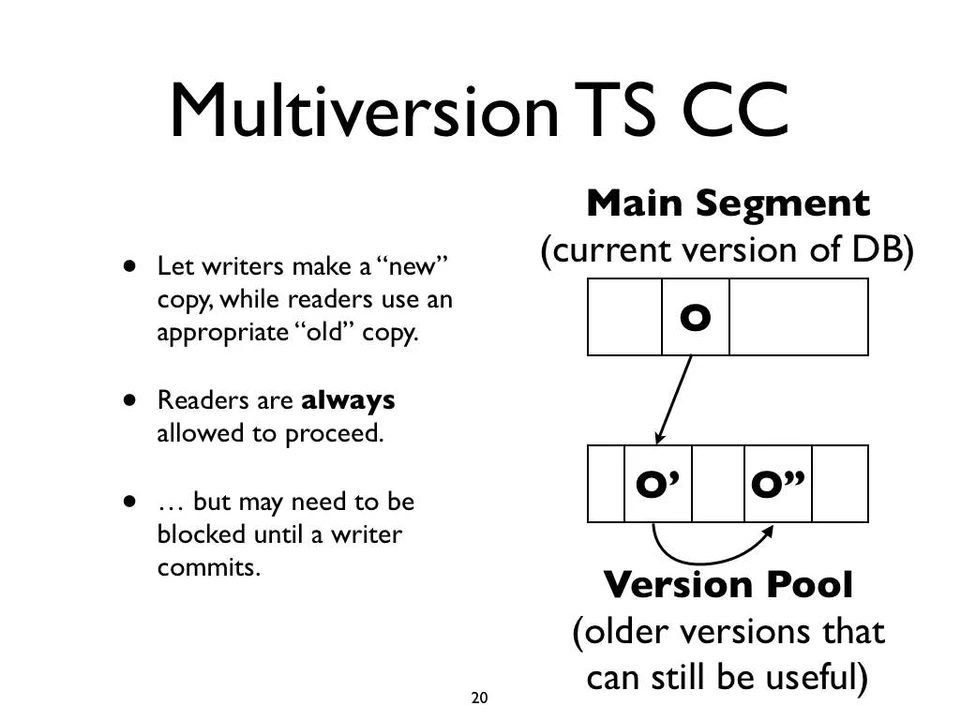 Multiversion TS CC
• Let writers make a “new”
copy, while readers use an
appropriate “old” copy.
• Readers are always
allowed to proceed.
• … but may need to be
blocked until a writer
commits.
Main Segment
(current version of DB)
O
O’ O”
Version Pool
(older versions that
can still be useful)
20